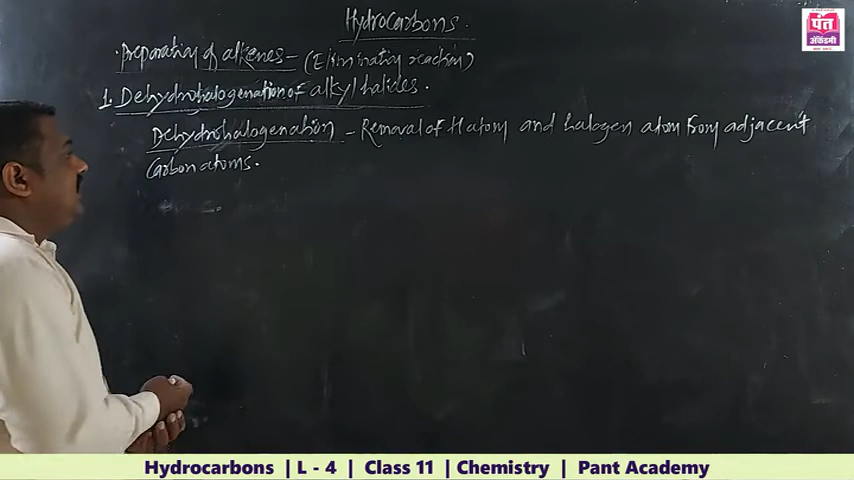 Hydrocarbons.
पंत
अॅकॅडमी
. Preparation of alkenes - (Elimination reaction)
1. Dehydrohalogenation of alkyl halides.
Dehydrohalogenation - Removal of H atom and halogen atom from adjacent
carbon atoms.
Hydrocarbons | L - 4 | Class 11 | Chemistry | Pant Academy